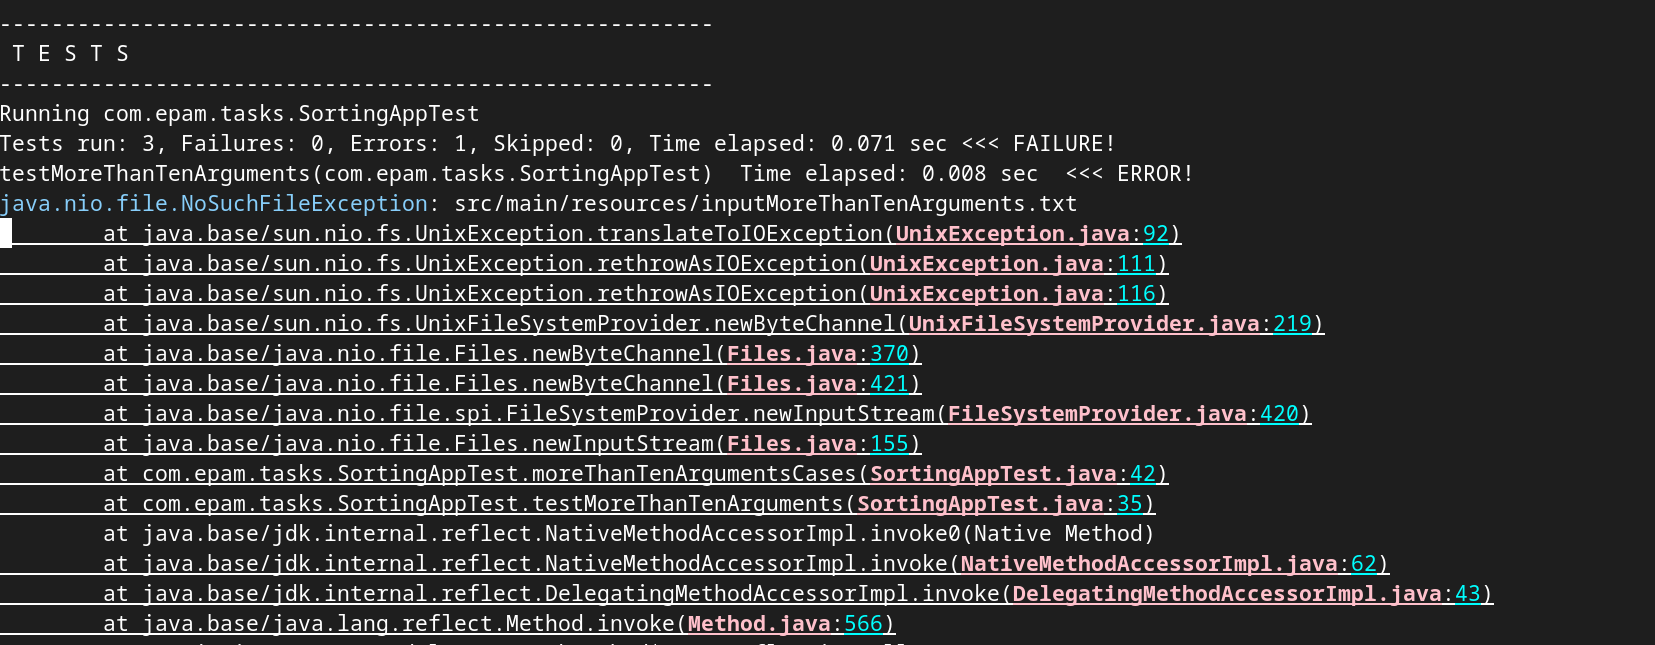 -------------------------------------------------------
 T E S T S
-------------------------------------------------------
Running com.epam.tasks.SortingAppTest
Tests run: 3, Failures: 0, Errors: 1, Skipped: 0, Time elapsed: 0.071 sec <<< FAILURE!
testMoreThanTenArguments(com.epam.tasks.SortingAppTest)  Time elapsed: 0.008 sec  <<< ERROR!
java.nio.file.NoSuchFileException: src/main/resources/inputMoreThanTenArguments.txt
        at java.base/sun.nio.fs.UnixException.translateToIOException(UnixException.java:92)
        at java.base/sun.nio.fs.UnixException.rethrowAsIOException(UnixException.java:111)
        at java.base/sun.nio.fs.UnixException.rethrowAsIOException(UnixException.java:116)
        at java.base/sun.nio.fs.UnixFileSystemProvider.newByteChannel(UnixFileSystemProvider.java:219)
        at java.base/java.nio.file.Files.newByteChannel(Files.java:370)
        at java.base/java.nio.file.Files.newByteChannel(Files.java:421)
        at java.base/java.nio.file.spi.FileSystemProvider.newInputStream(FileSystemProvider.java:420)
        at java.base/java.nio.file.Files.newInputStream(Files.java:155)
        at com.epam.tasks.SortingAppTest.moreThanTenArgumentsCases(SortingAppTest.java:42)
        at com.epam.tasks.SortingAppTest.testMoreThanTenArguments(SortingAppTest.java:35)
        at java.base/jdk.internal.reflect.NativeMethodAccessorImpl.invoke0(Native Method)
        at java.base/jdk.internal.reflect.NativeMethodAccessorImpl.invoke(NativeMethodAccessorImpl.java:62)
        at java.base/jdk.internal.reflect.DelegatingMethodAccessorImpl.invoke(DelegatingMethodAccessorImpl.java:43)
        at java.base/java.lang.reflect.Method.invoke(Method.java:566)